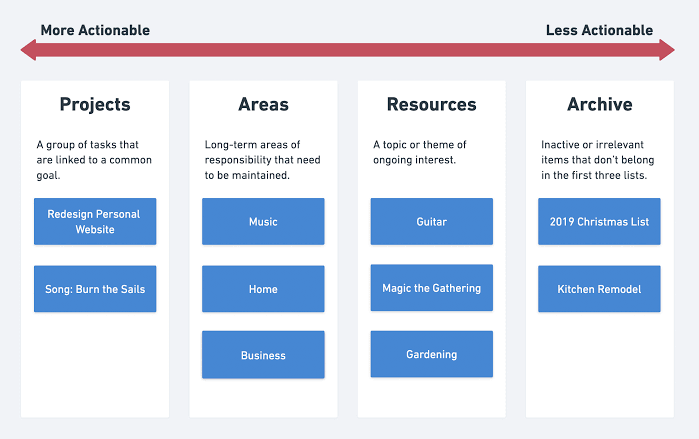 More Actionable
Less Actionable
Projects
A group of tasks that
are linked to a common
goal.
Redesign Personal
Website
Song: Burn the Sails
Areas
Long-term areas of
responsibility that need
to be maintained.
Music
Home
Business
Resources
A topic or theme of
ongoing interest.
Guitar
Magic the Gathering
Gardening
Archive
Inactive or irrelevant
items that don't belong
in the first three lists.
2019 Christmas List
Kitchen Remodel